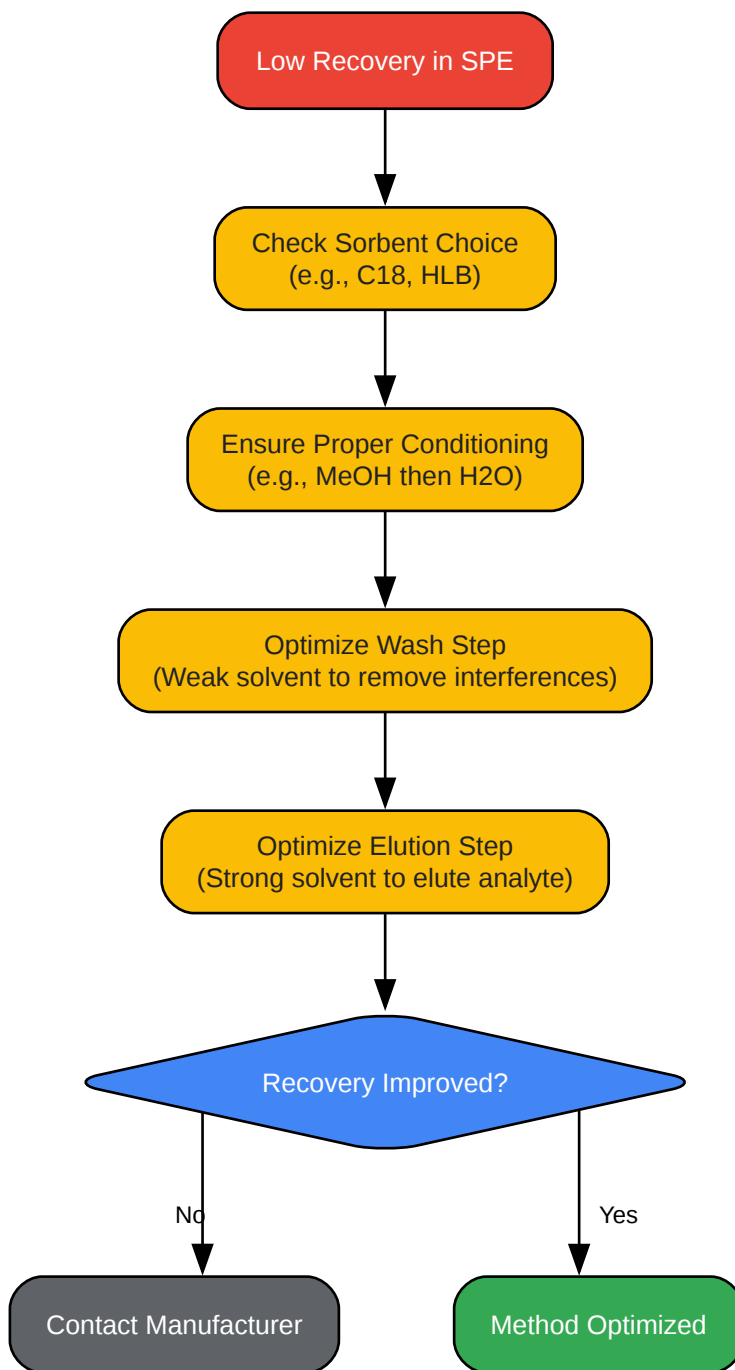 Low Recovery in SPE
Check Sorbent Choice
(e.g., C18, HLB)
Ensure Proper Conditioning
(e.g., MeOH then H2O)
Optimize Wash Step
(Weak solvent to remove interferences)
Optimize Elution Step
(Strong solvent to elute analyte)
Recovery Improved?
No
Yes
Contact Manufacturer
Method Optimized